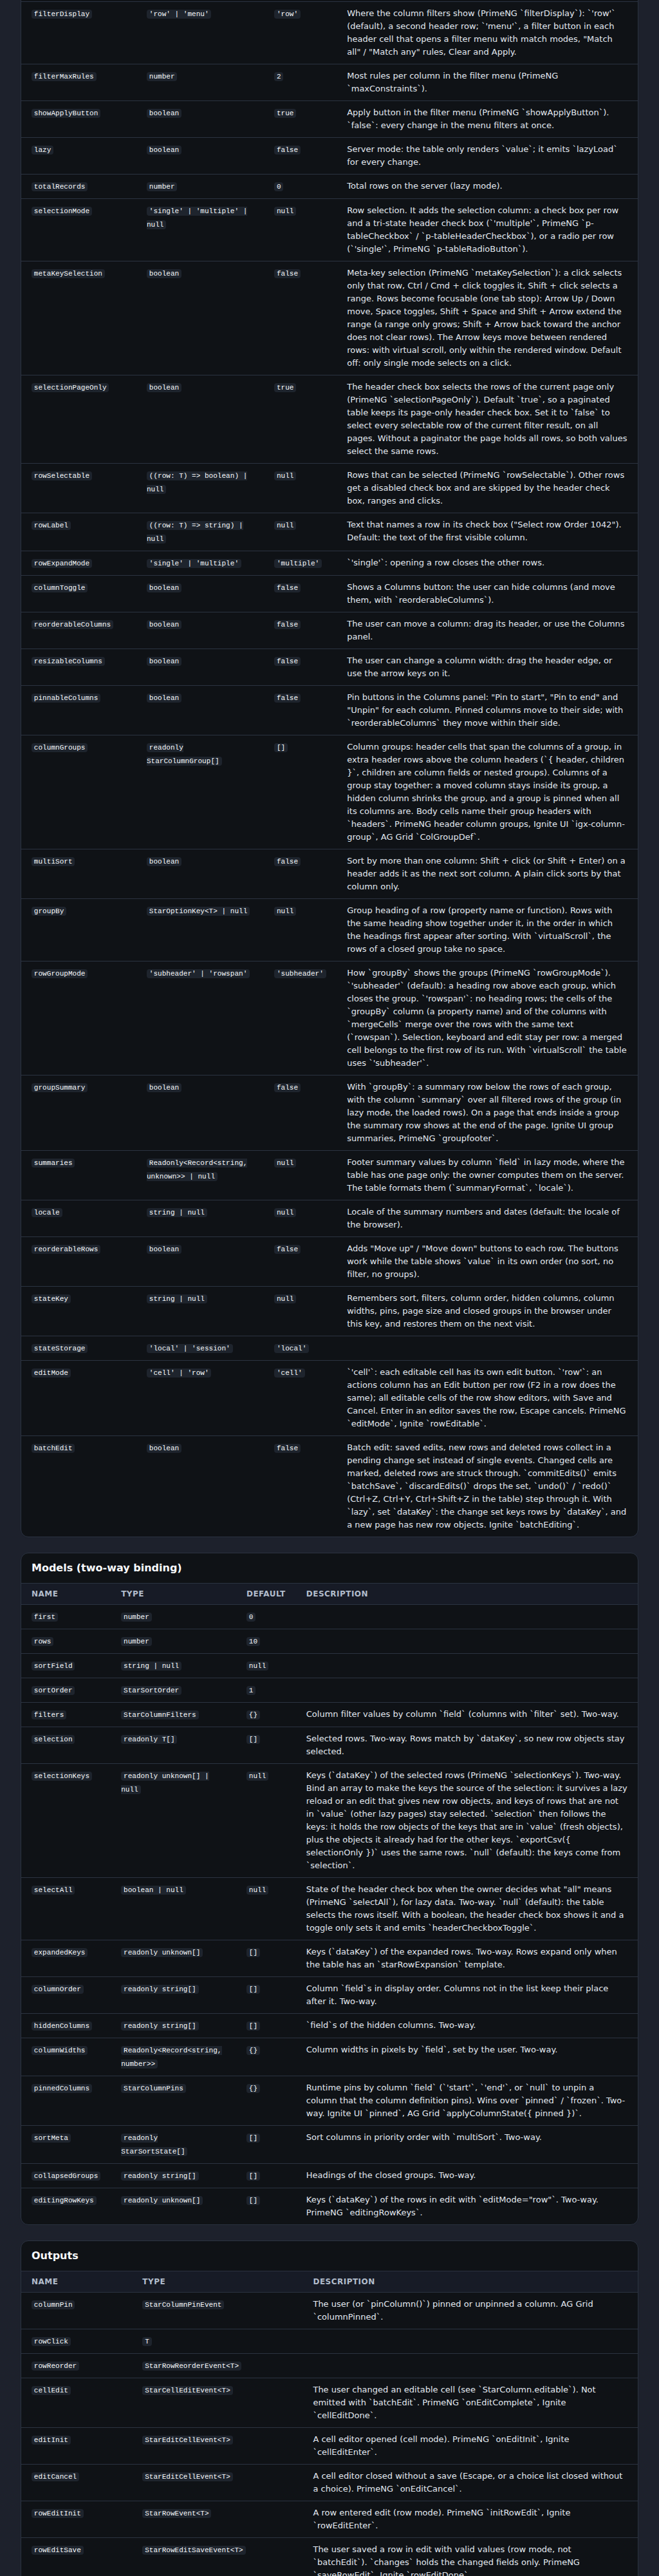 filterDisplay 'row' | 'menu' 'row' Where the column filters show (PrimeNG `filterDisplay`): `'row'`
(default), a second header row; `'menu'`, a filter button in each
header cell that opens a filter menu with match modes, "Match
all" / "Match any" rules, Clear and Apply.
filterMaxRules number 2 Most rules per column in the filter menu (PrimeNG
`maxConstraints`).
showApplyButton boolean true Apply button in the filter menu (PrimeNG `showApplyButton`).
`false`: every change in the menu filters at once.
lazy boolean false Server mode: the table only renders `value`; it emits `lazyLoad`
for every change.
totalRecords number 0 Total rows on the server (lazy mode).
selectionMode 'single' | 'multiple' | null Row selection. It adds the selection column: a check box per row
null and a tri-state header check box (`'multiple'`, PrimeNG `p-
tableCheckbox` / `p-tableHeaderCheckbox`), or a radio per row
(`'single'`, PrimeNG `p-tableRadioButton`).
metaKeySelection boolean false Meta-key selection (PrimeNG `metaKeySelection`): a click selects
only that row, Ctrl / Cmd + click toggles it, Shift + click selects a
range. Rows become focusable (one tab stop): Arrow Up / Down
move, Space toggles, Shift + Space and Shift + Arrow extend the
range (a range only grows; Shift + Arrow back toward the anchor
does not clear rows). The Arrow keys move between rendered
rows: with virtual scroll, only within the rendered window. Default
off: only single mode selects on a click.
selectionPageOnly boolean true The header check box selects the rows of the current page only
(PrimeNG `selectionPageOnly`). Default `true`, so a paginated
table keeps its page-only header check box. Set it to `false` to
select every selectable row of the current filter result, on all
pages. Without a paginator the page holds all rows, so both values
select the same rows.
rowSelectable ((row: T) => boolean) | null Rows that can be selected (PrimeNG `rowSelectable`). Other rows
null get a disabled check box and are skipped by the header check
box, ranges and clicks.
rowLabel ((row: T) => string) | null Text that names a row in its check box ("Select row Order 1042").
null Default: the text of the first visible column.
rowExpandMode 'single' | 'multiple' 'multiple' `'single'`: opening a row closes the other rows.
columnToggle boolean false Shows a Columns button: the user can hide columns (and move
them, with `reorderableColumns`).
reorderableColumns boolean false The user can move a column: drag its header, or use the Columns
panel.
resizableColumns boolean false The user can change a column width: drag the header edge, or
use the arrow keys on it.
pinnableColumns boolean false Pin buttons in the Columns panel: "Pin to start", "Pin to end" and
"Unpin" for each column. Pinned columns move to their side; with
`reorderableColumns` they move within their side.
columnGroups readonly [] Column groups: header cells that span the columns of a group, in
StarColumnGroup[] extra header rows above the column headers (`{ header, children
}`, children are column fields or nested groups). Columns of a
group stay together: a moved column stays inside its group, a
hidden column shrinks the group, and a group is pinned when all
its columns are. Body cells name their group headers with
`headers`. PrimeNG header column groups, Ignite UI `igx-column-
group`, AG Grid `ColGroupDef`.
multiSort boolean false Sort by more than one column: Shift + click (or Shift + Enter) on a
header adds it as the next sort column. A plain click sorts by that
column only.
groupBy StarOptionKey<T> | null null Group heading of a row (property name or function). Rows with
the same heading show together under it, in the order in which
the headings first appear after sorting. With `virtualScroll`, the
rows of a closed group take no space.
rowGroupMode 'subheader' | 'rowspan' 'subheader' How `groupBy` shows the groups (PrimeNG `rowGroupMode`).
`'subheader'` (default): a heading row above each group, which
closes the group. `'rowspan'`: no heading rows; the cells of the
`groupBy` column (a property name) and of the columns with
`mergeCells` merge over the rows with the same text
(`rowspan`). Selection, keyboard and edit stay per row: a merged
cell belongs to the first row of its run. With `virtualScroll` the table
uses `'subheader'`.
groupSummary boolean false With `groupBy`: a summary row below the rows of each group,
with the column `summary` over all filtered rows of the group (in
lazy mode, the loaded rows). On a page that ends inside a group
the summary row shows at the end of the page. Ignite UI group
summaries, PrimeNG `groupfooter`.
summaries Readonly<Record<string, null Footer summary values by column `field` in lazy mode, where the
unknown>> | null table has one page only: the owner computes them on the server.
The table formats them (`summaryFormat`, `locale`).
locale string | null null Locale of the summary numbers and dates (default: the locale of
the browser).
reorderableRows boolean false Adds "Move up" / "Move down" buttons to each row. The buttons
work while the table shows `value` in its own order (no sort, no
filter, no groups).
stateKey string | null null Remembers sort, filters, column order, hidden columns, column
widths, pins, page size and closed groups in the browser under
this key, and restores them on the next visit.
stateStorage 'local' | 'session' 'local'
editMode 'cell' | 'row' 'cell' `'cell'`: each editable cell has its own edit button. `'row'`: an
actions column has an Edit button per row (F2 in a row does the
same); all editable cells of the row show editors, with Save and
Cancel. Enter in an editor saves the row, Escape cancels. PrimeNG
`editMode`, Ignite `rowEditable`.
batchEdit boolean false Batch edit: saved edits, new rows and deleted rows collect in a
pending change set instead of single events. Changed cells are
marked, deleted rows are struck through. `commitEdits()` emits
`batchSave`, `discardEdits()` drops the set, `undo()` / `redo()`
(Ctrl+Z, Ctrl+Y, Ctrl+Shift+Z in the table) step through it. With
`lazy`, set `dataKey`: the change set keys rows by `dataKey`, and
a new page has new row objects. Ignite `batchEditing`.
Models (two-way binding)
NAME TYPE DEFAULT DESCRIPTION
first number 0
rows number 10
sortField string | null null
sortOrder StarSortOrder 1
filters StarColumnFilters {} Column filter values by column `field` (columns with `filter` set). Two-way.
selection readonly T[] [] Selected rows. Two-way. Rows match by `dataKey`, so new row objects stay
selected.
selectionKeys readonly unknown[] | null Keys (`dataKey`) of the selected rows (PrimeNG `selectionKeys`). Two-way.
null Bind an array to make the keys the source of the selection: it survives a lazy
reload or an edit that gives new row objects, and keys of rows that are not
in `value` (other lazy pages) stay selected. `selection` then follows the
keys: it holds the row objects of the keys that are in `value` (fresh objects),
plus the objects it already had for the other keys. `exportCsv({
selectionOnly })` uses the same rows. `null` (default): the keys come from
`selection`.
selectAll boolean | null null State of the header check box when the owner decides what "all" means
(PrimeNG `selectAll`), for lazy data. Two-way. `null` (default): the table
selects the rows itself. With a boolean, the header check box shows it and a
toggle only sets it and emits `headerCheckboxToggle`.
expandedKeys readonly unknown[] [] Keys (`dataKey`) of the expanded rows. Two-way. Rows expand only when
the table has an `starRowExpansion` template.
columnOrder readonly string[] [] Column `field`s in display order. Columns not in the list keep their place
after it. Two-way.
hiddenColumns readonly string[] [] `field`s of the hidden columns. Two-way.
columnWidths Readonly<Record<string, {} Column widths in pixels by `field`, set by the user. Two-way.
number>>
pinnedColumns StarColumnPins {} Runtime pins by column `field` (`'start'`, `'end'`, or `null` to unpin a
column that the column definition pins). Wins over `pinned` / `frozen`. Two-
way. Ignite UI `pinned`, AG Grid `applyColumnState({ pinned })`.
sortMeta readonly [] Sort columns in priority order with `multiSort`. Two-way.
StarSortState[]
collapsedGroups readonly string[] [] Headings of the closed groups. Two-way.
editingRowKeys readonly unknown[] [] Keys (`dataKey`) of the rows in edit with `editMode="row"`. Two-way.
PrimeNG `editingRowKeys`.
Outputs
NAME TYPE DESCRIPTION
columnPin StarColumnPinEvent The user (or `pinColumn()`) pinned or unpinned a column. AG Grid
`columnPinned`.
rowClick T
rowReorder StarRowReorderEvent<T>
cellEdit StarCellEditEvent<T> The user changed an editable cell (see `StarColumn.editable`). Not
emitted with `batchEdit`. PrimeNG `onEditComplete`, Ignite
`cellEditDone`.
editInit StarEditCellEvent<T> A cell editor opened (cell mode). PrimeNG `onEditInit`, Ignite
`cellEditEnter`.
editCancel StarEditCellEvent<T> A cell editor closed without a save (Escape, or a choice list closed without
a choice). PrimeNG `onEditCancel`.
rowEditInit StarRowEvent<T> A row entered edit (row mode). PrimeNG `initRowEdit`, Ignite
`rowEditEnter`.
rowEditSave StarRowEditSaveEvent<T> The user saved a row in edit with valid values (row mode, not
`batchEdit`). `changes` holds the changed fields only. PrimeNG
`saveRowEdit`, Ignite `rowEditDone`.